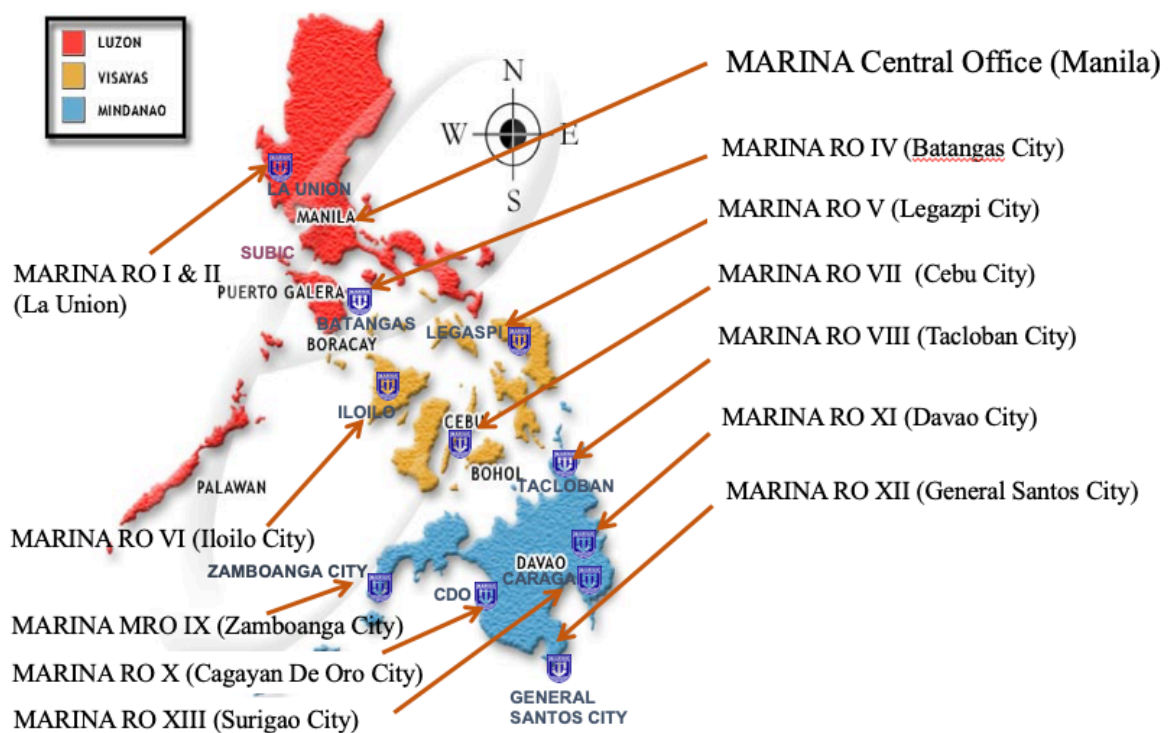 LUZON
VISAYAS
MINDANAO
N
W
E
S
MARINA Central Office (Manila)
MARINA RO IV (Batangas City)
MARINA RO V (Legazpi City)
MARINA RO VII (Cebu City)
MARINA RO VIII (Tacloban City)
MARINA RO XI (Davao City)
MARINA RO XII (General Santos City)
MARINA RO I & II
(La Union)
MARINA RO VI (Iloilo City)
MARINA MRO IX (Zamboanga City)
MARINA RO X (Cagayan De Oro City)
MARINA RO XIII (Surigao City)
LA UNION
MANILA
SUBIC
PUERTO GALERA
BATANGAS
BORACAY
LEGASPI
ILOILO
CEBU
BOHOL
PALAWAN
TACLOBAN
ZAMBOANGA CITY
DAVAO
CARAGA
CDO
GENERAL
SANTOS CITY